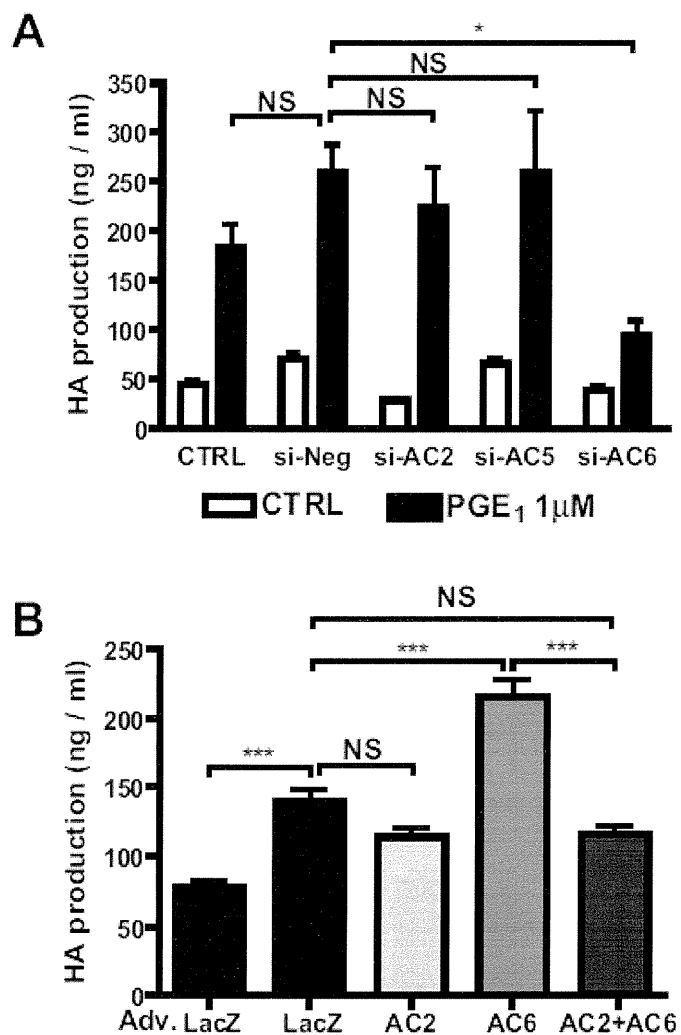 A
*
NS
NS
NS
350
300
250
200
150
100
50
0
HA production (ng / ml)
CTRL si-Neg si-AC2 si-AC5 si-AC6
CTRL PGE₁ 1µM
B
NS
*** ***
*** NS
250
200
150
100
50
0
HA production (ng / ml)
Adv. LacZ LacZ AC2 AC6 AC2+AC6